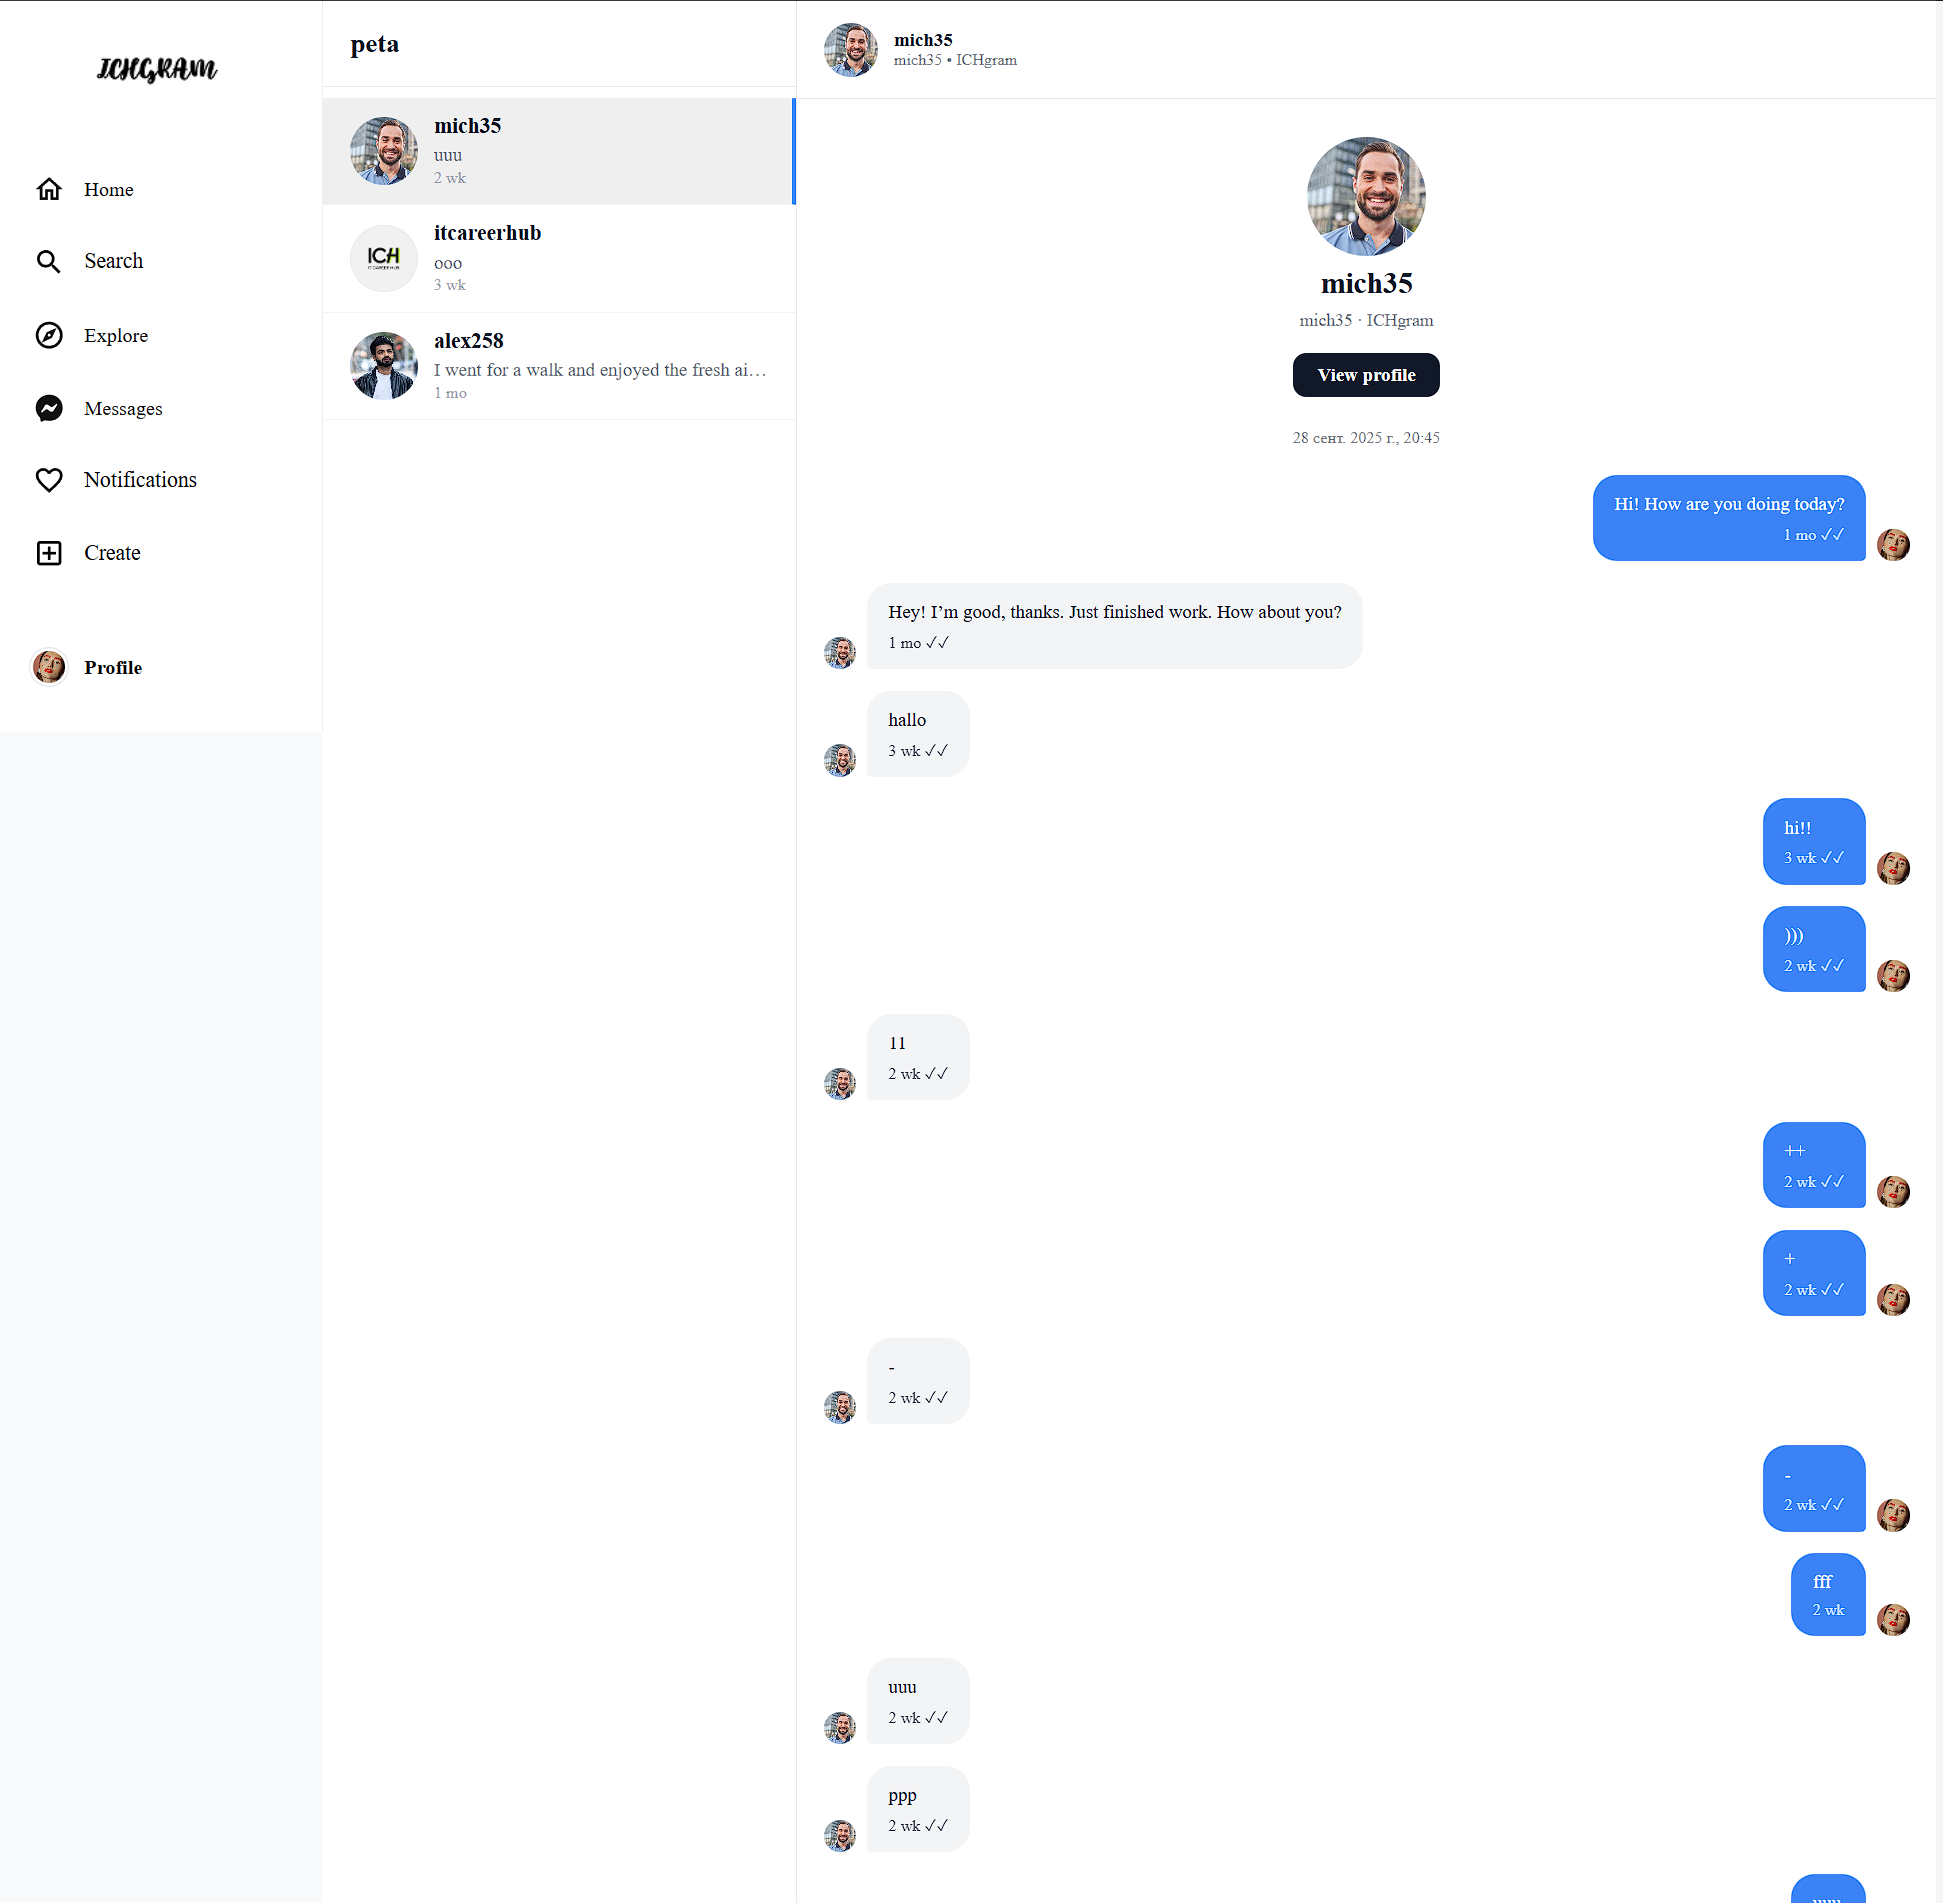 ICHGRAM
Home
Search
Explore
Messages
Notifications
Create
Profile
peta
mich35
uuu
2 wk
ICH
IT CAREER HUB
itcareerhub
ooo
3 wk
alex258
I went for a walk and enjoyed the fresh ai…
1 mo
mich35
mich35 • ICHgram
mich35
mich35 · ICHgram
View profile
28 сент. 2025 г., 20:45
Hi! How are you doing today?
1 mo ✓✓
Hey! I’m good, thanks. Just finished work. How about you?
1 mo ✓✓
hallo
3 wk ✓✓
hi!!
3 wk ✓✓
)))
2 wk ✓✓
11
2 wk ✓✓
++
2 wk ✓✓
+
2 wk ✓✓
-
2 wk ✓✓
-
2 wk ✓✓
fff
2 wk
uuu
2 wk ✓✓
ppp
2 wk ✓✓